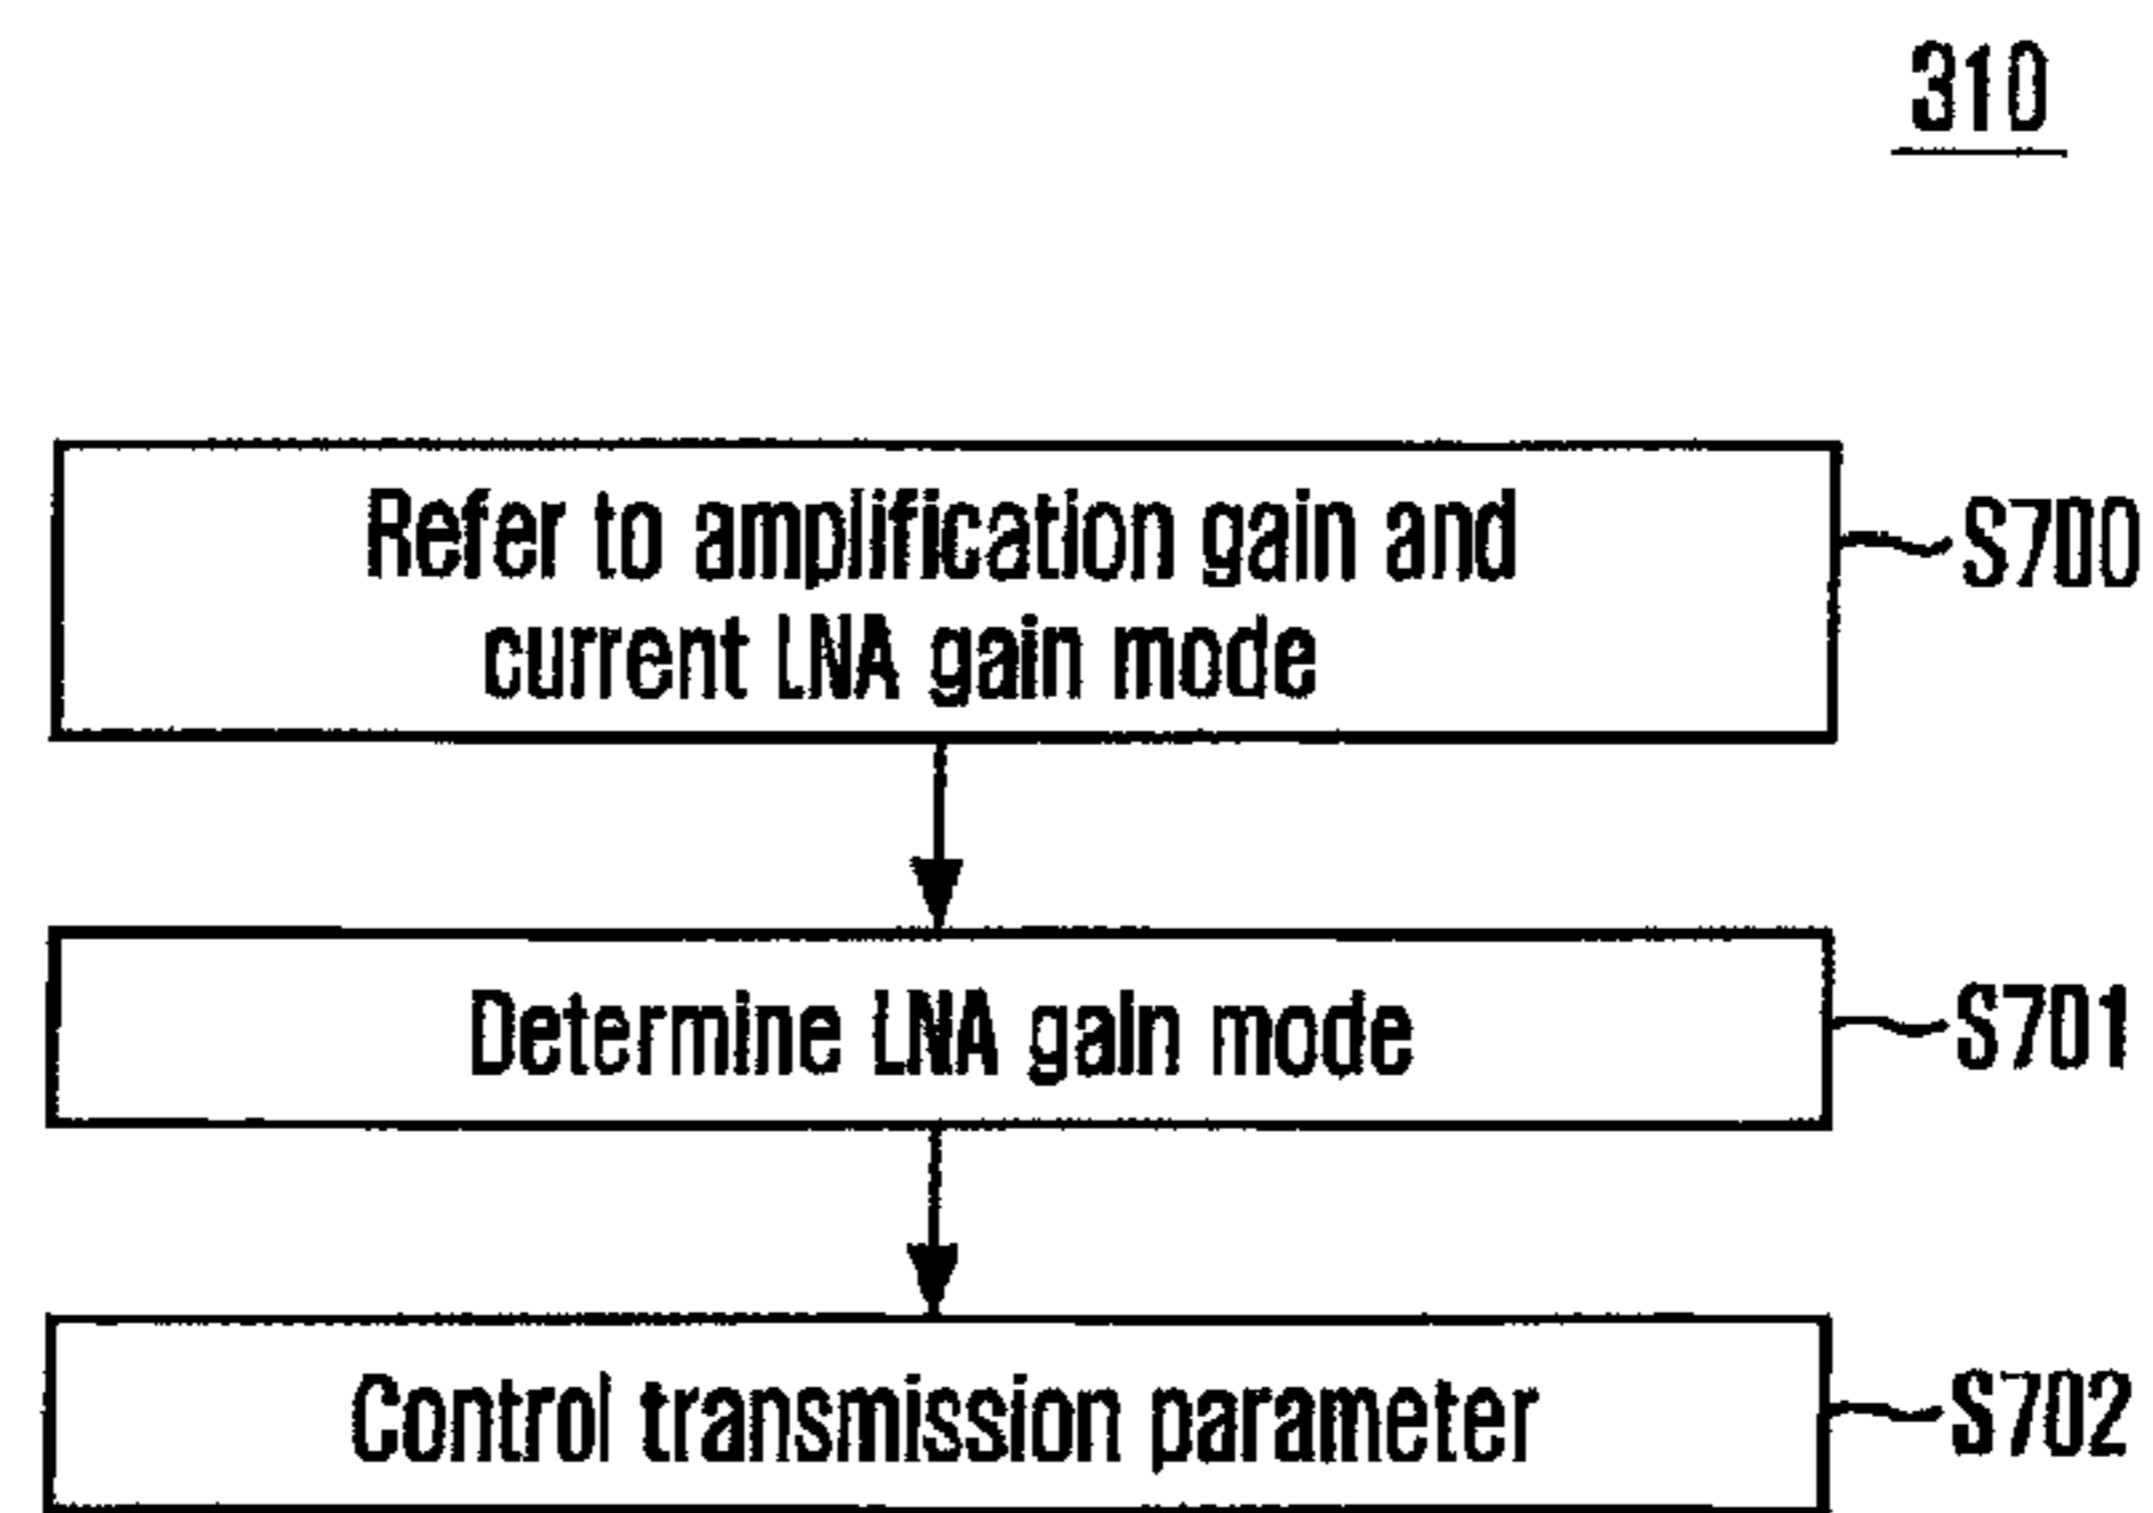 310
Refer to amplification gain and
current LNA gain mode
S700
Determine LNA gain mode
S701
Control transmission parameter
S702